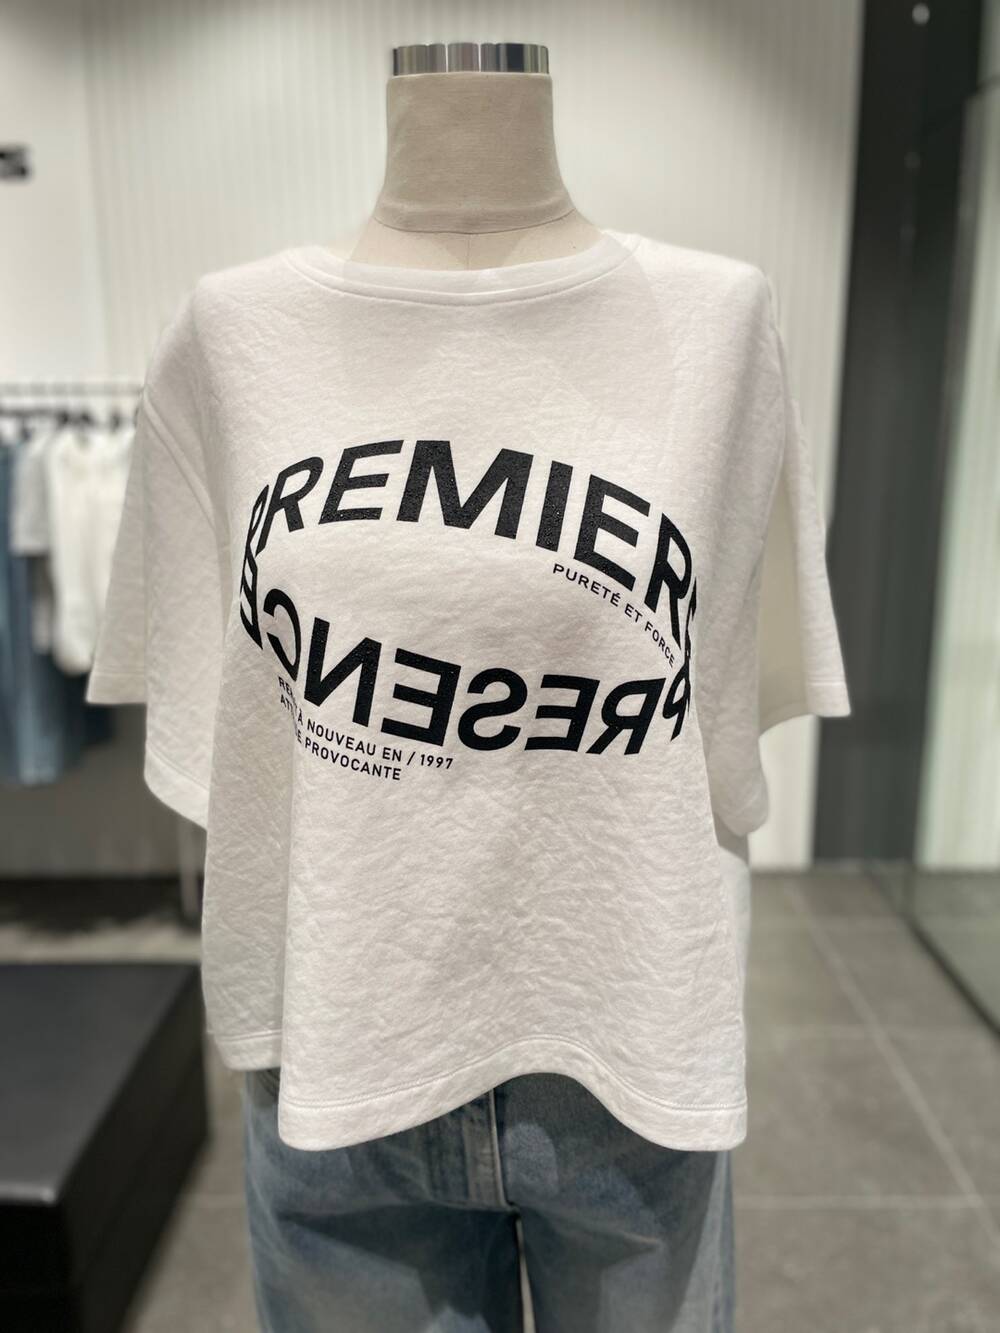 PREMIERE
PURETÉ ET FORCE
PRESENCE
À NOUVEAU EN / 1997
PROVOCANTE